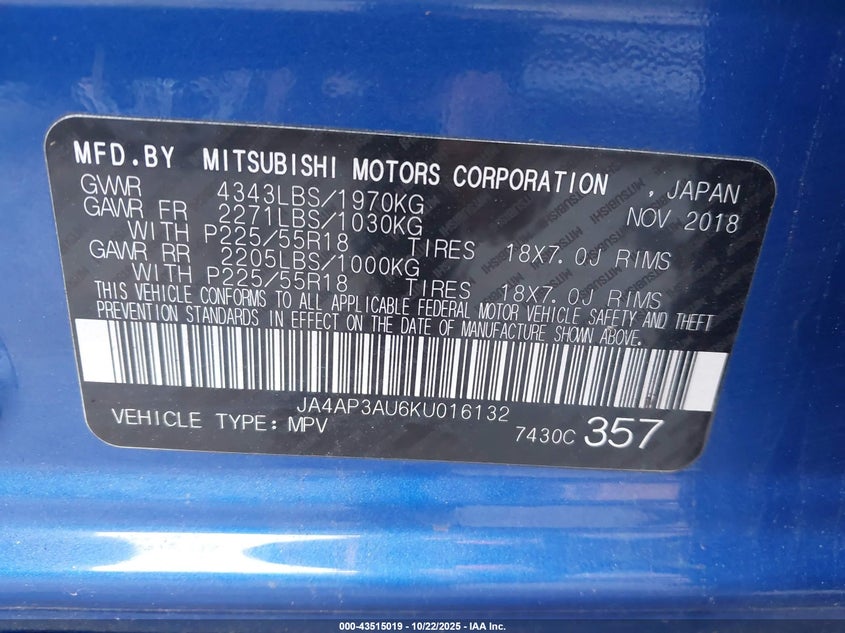 MFD.BY MITSUBISHI MOTORS CORPORATION , JAPAN
GVWR 4343LBS/1970KG NOV 2018
GAWR FR 2271LBS/1030KG
WITH P225/55R18 TIRES 18X7.0J RIMS
GAWR RR 2205LBS/1000KG
WITH P225/55R18 TIRES 18X7.0J RIMS
THIS VEHICLE CONFORMS TO ALL APPLICABLE FEDERAL MOTOR VEHICLE SAFETY AND THEFT
PREVENTION STANDARDS IN EFFECT ON THE DATE OF MANUFACTURE SHOWN ABOVE.
JA4AP3AU6KU016132
VEHICLE TYPE: MPV 7430C 357
000-43515019 - 10/22/2025 - IAA Inc.